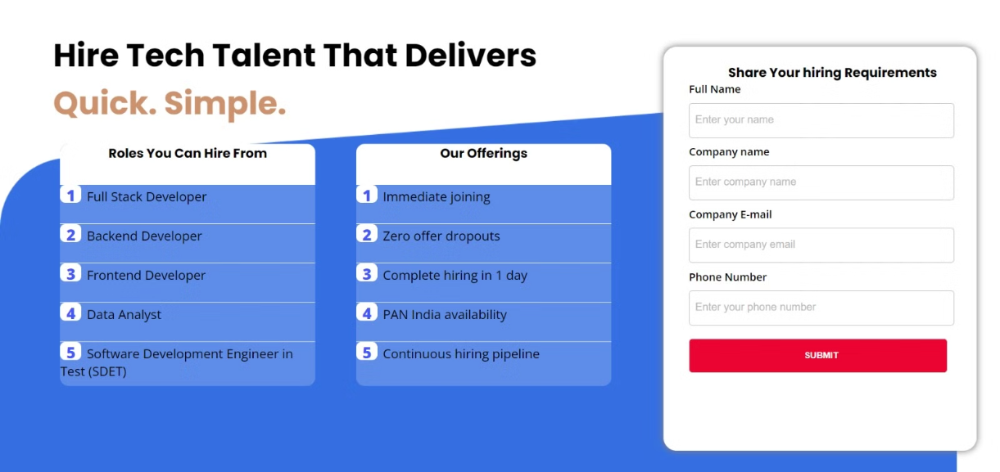 Hire Tech Talent That Delivers
Quick. Simple.
Roles You Can Hire From
1 Full Stack Developer
2 Backend Developer
3 Frontend Developer
4 Data Analyst
5 Software Development Engineer in
Test (SDET)
Our Offerings
1 Immediate joining
2 Zero offer dropouts
3 Complete hiring in 1 day
4 PAN India availability
5 Continuous hiring pipeline
Share Your hiring Requirements
Full Name
Enter your name
Company name
Enter company name
Company E-mail
Enter company email
Phone Number
Enter your phone number
SUBMIT